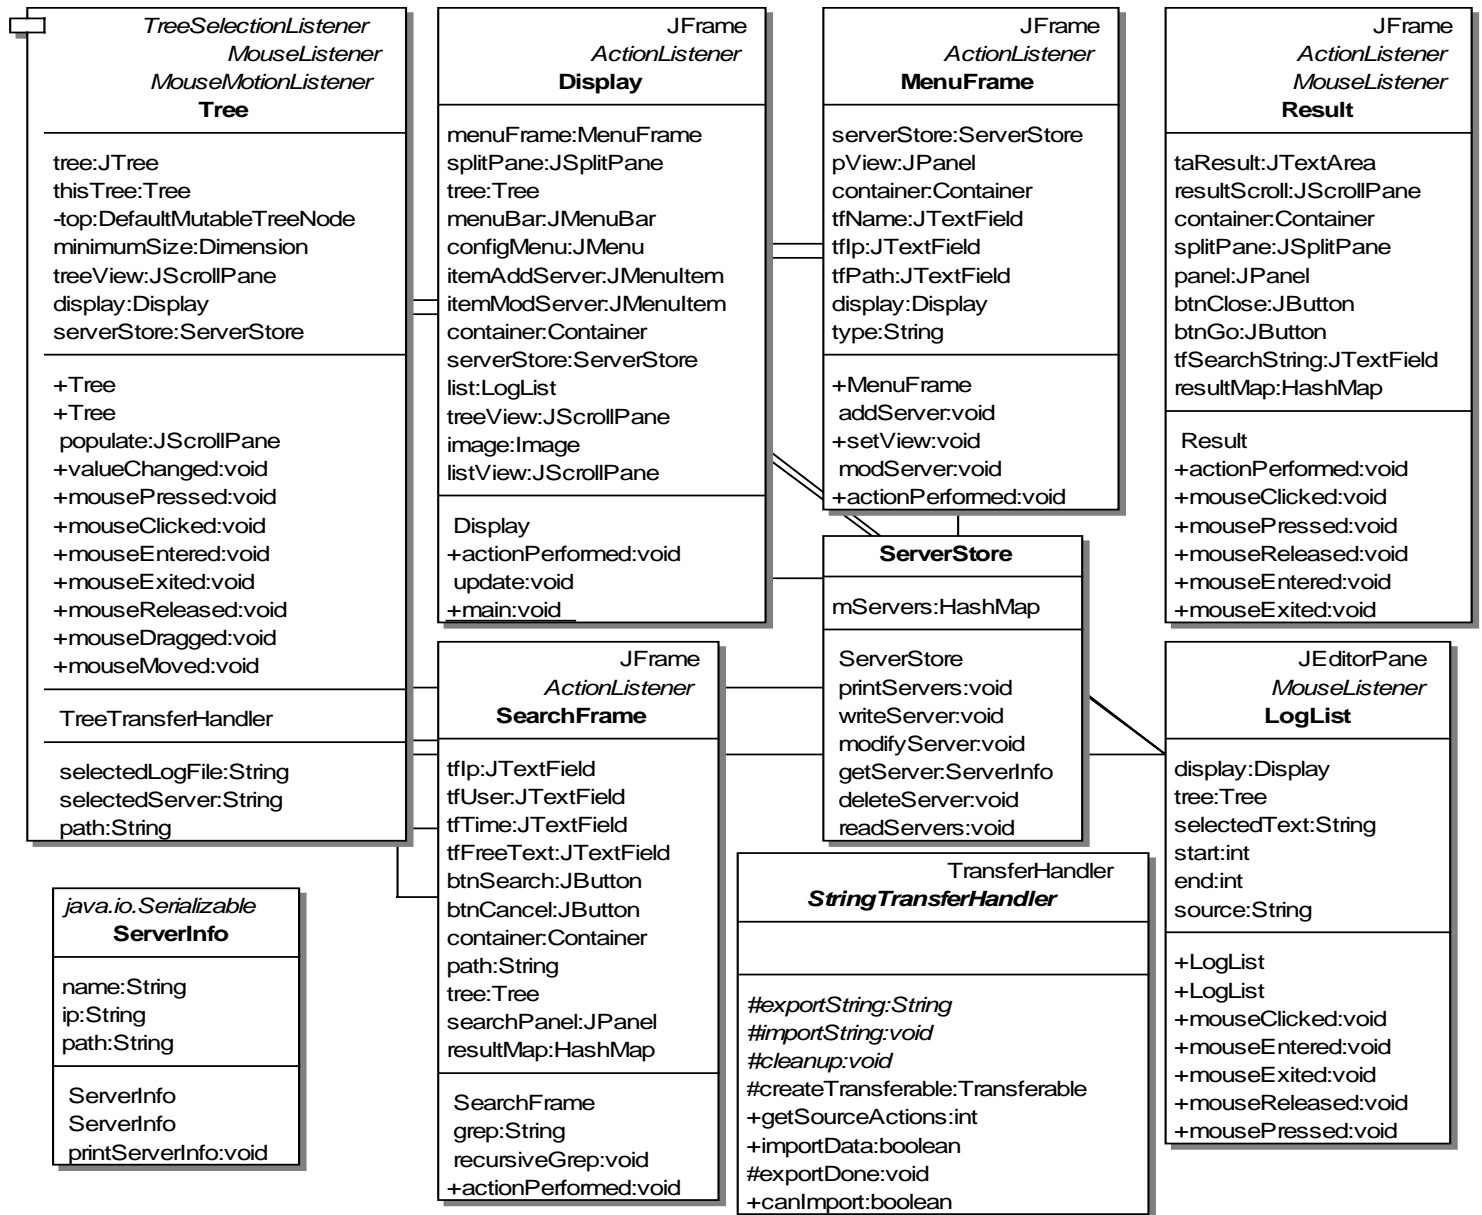 TreeSelectionListener
MouseListener
MouseMotionListener
Tree
tree:JTree
thisTree:Tree
-top:DefaultMutableTreeNode
minimumSize:Dimension
treeView:JScrollPane
display:Display
serverStore:ServerStore
+Tree
+Tree
populate:JScrollPane
+valueChanged:void
+mousePressed:void
+mouseClicked:void
+mouseEntered:void
+mouseExited:void
+mouseReleased:void
+mouseDragged:void
+mouseMoved:void
TreeTransferHandler
selectedLogFile:String
selectedServer:String
path:String
JFrame
ActionListener
Display
menuFrame:MenuFrame
splitPane:JSplitPane
tree:Tree
menuBar:JMenuBar
configMenu:JMenu
itemAddServer:JMenuItem
itemModServer:JMenuItem
container:Container
serverStore:ServerStore
list:LogList
treeView:JScrollPane
image:Image
listView:JScrollPane
Display
+actionPerformed:void
update:void
+main:void
JFrame
ActionListener
MenuFrame
serverStore:ServerStore
pView:JPanel
container:Container
tfName:JTextField
tfIp:JTextField
tfPath:JTextField
display:Display
type:String
+MenuFrame
addServer:void
+setView:void
modServer:void
+actionPerformed:void
JFrame
ActionListener
MouseListener
Result
taResult:JTextArea
resultScroll:JScrollPane
container:Container
splitPane:JSplitPane
panel:JPanel
btnClose:JButton
btnGo:JButton
tfSearchString:JTextField
resultMap:HashMap
Result
+actionPerformed:void
+mouseClicked:void
+mousePressed:void
+mouseReleased:void
+mouseEntered:void
+mouseExited:void
ServerStore
mServers:HashMap
ServerStore
printServers:void
writeServer:void
modifyServer:void
getServer:ServerInfo
deleteServer:void
readServers:void
JFrame
ActionListener
SearchFrame
tfIp:JTextField
tfUser:JTextField
tfTime:JTextField
tfFreeText:JTextField
btnSearch:JButton
btnCancel:JButton
container:Container
path:String
tree:Tree
searchPanel:JPanel
resultMap:HashMap
SearchFrame
grep:String
recursiveGrep:void
+actionPerformed:void
JEditorPane
MouseListener
LogList
display:Display
tree:Tree
selectedText:String
start:int
end:int
source:String
+LogList
+LogList
+mouseClicked:void
+mouseEntered:void
+mouseExited:void
+mouseReleased:void
+mousePressed:void
java.io.Serializable
ServerInfo
name:String
ip:String
path:String
ServerInfo
ServerInfo
printServerInfo:void
TransferHandler
StringTransferHandler
#exportString:String
#importString:void
#cleanup:void
#createTransferable:Transferable
+getSourceActions:int
+importData:boolean
#exportDone:void
+canImport:boolean